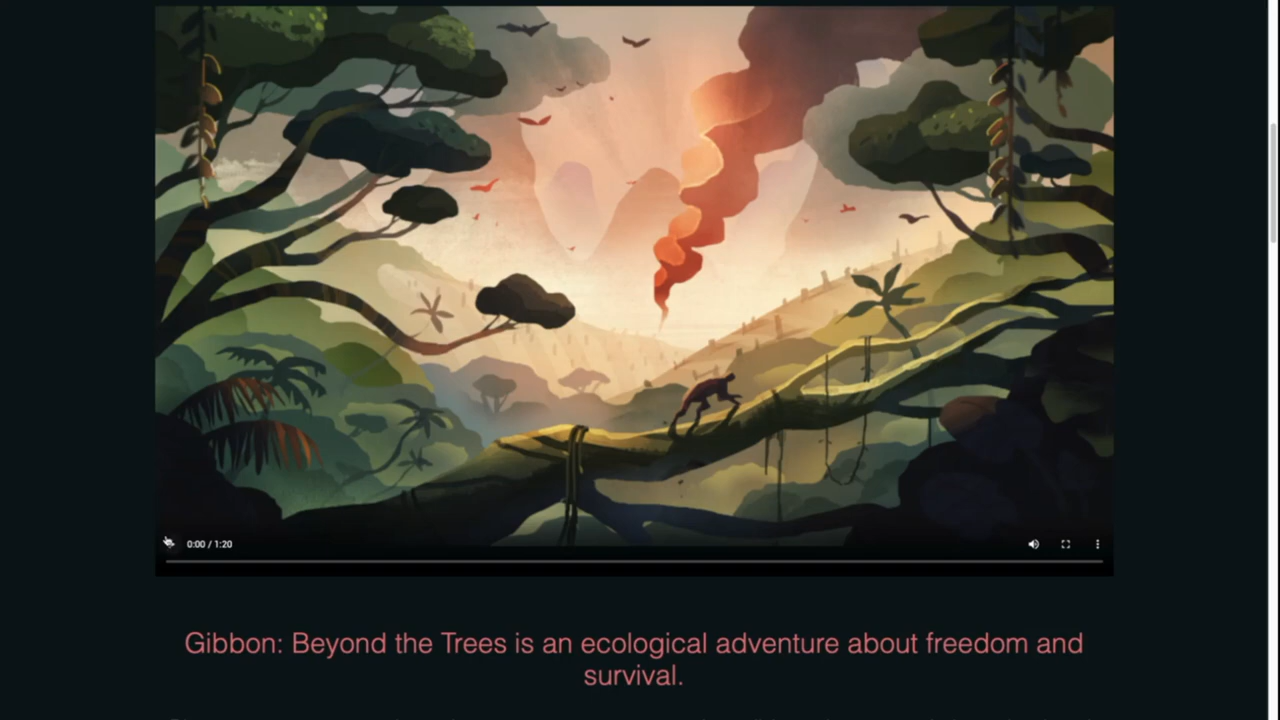 0:00 / 1:20
Gibbon: Beyond the Trees is an ecological adventure about freedom and
survival.